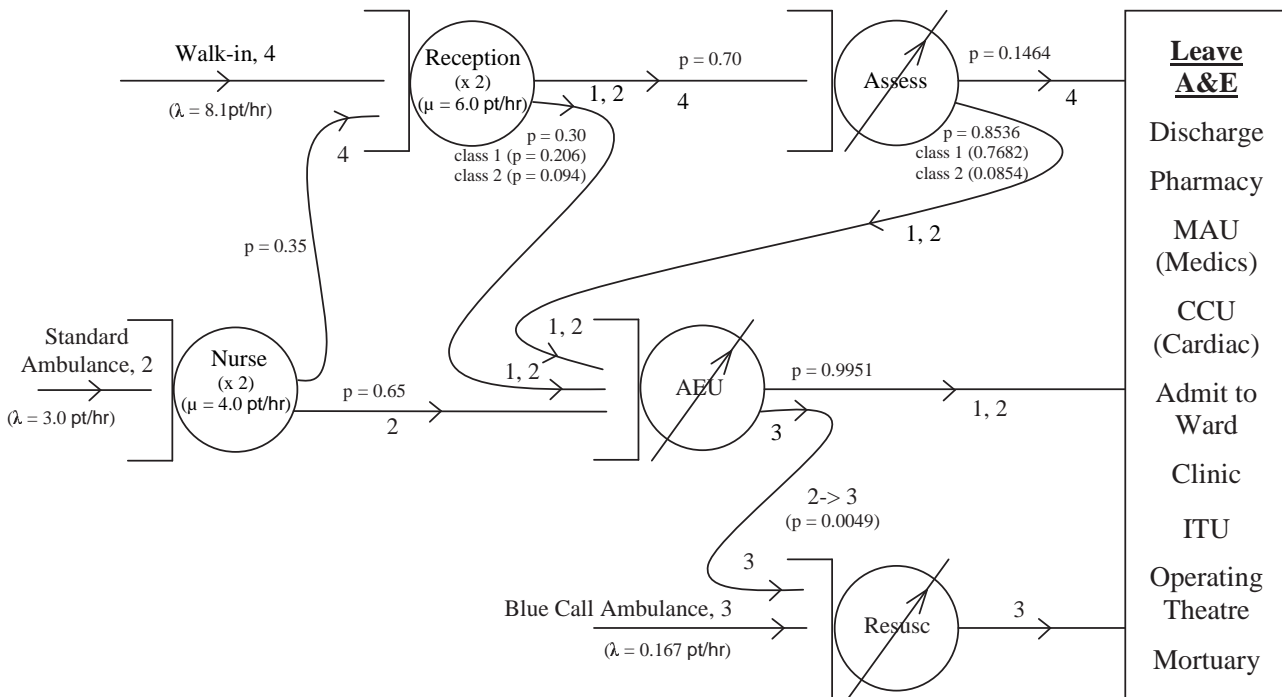 Walk-in, 4
(λ = 8.1pt/hr)
4
Reception
(x 2)
(μ = 6.0 pt/hr)
1, 2
p = 0.70
4
p = 0.30
class 1 (p = 0.206)
class 2 (p = 0.094)
Assess
p = 0.1464
4
p = 0.8536
class 1 (0.7682)
class 2 (0.0854)
1, 2
p = 0.35
Standard
Ambulance, 2
(λ = 3.0 pt/hr)
Nurse
(x 2)
(μ = 4.0 pt/hr)
p = 0.65
2
1, 2
1, 2
AEU
p = 0.9951
1, 2
3
2-> 3
(p = 0.0049)
3
Blue Call Ambulance, 3
(λ = 0.167 pt/hr)
Resusc
3
Leave
A&E
Discharge
Pharmacy
MAU
(Medics)
CCU
(Cardiac)
Admit to
Ward
Clinic
ITU
Operating
Theatre
Mortuary